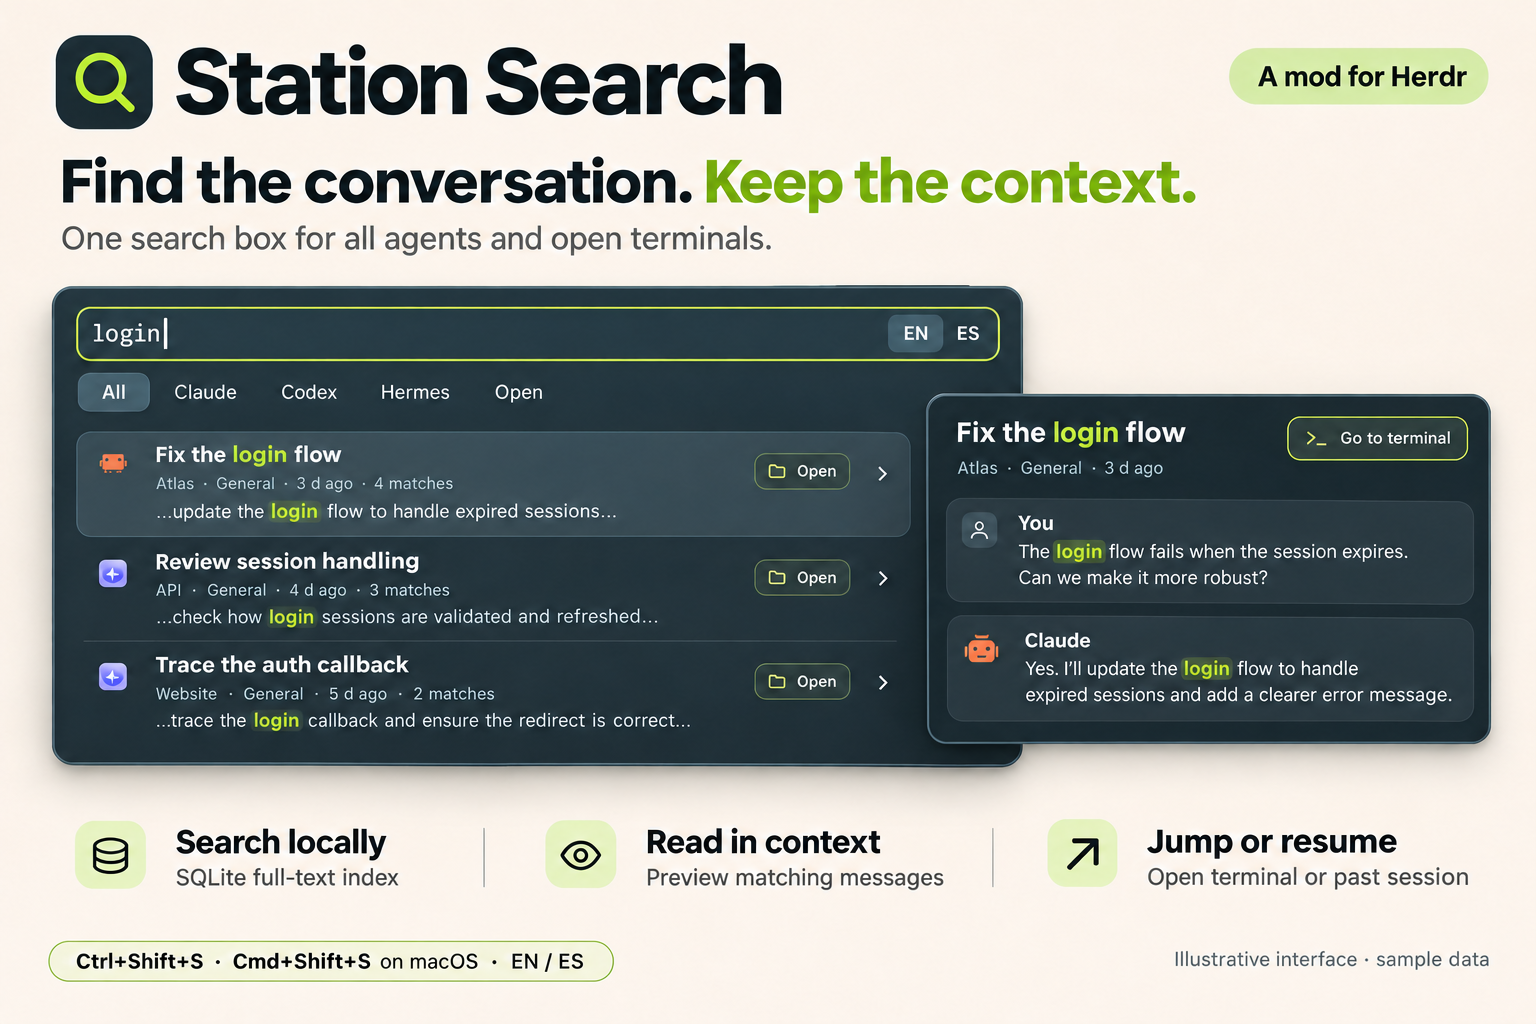 Station Search
A mod for Herdr
Find the conversation. Keep the context.
One search box for all agents and open terminals.
login
EN ES
All Claude Codex Hermes Open
Fix the login flow
Atlas · General · 3 d ago · 4 matches
...update the login flow to handle expired sessions...
Open
Review session handling
API · General · 4 d ago · 3 matches
...check how login sessions are validated and refreshed...
Open
Trace the auth callback
Website · General · 5 d ago · 2 matches
...trace the login callback and ensure the redirect is correct...
Open
Fix the login flow
Atlas · General · 3 d ago
>_ Go to terminal
You
The login flow fails when the session expires.
Can we make it more robust?
Claude
Yes. I'll update the login flow to handle
expired sessions and add a clearer error message.
Search locally
SQLite full-text index
Read in context
Preview matching messages
Jump or resume
Open terminal or past session
Ctrl+Shift+S · Cmd+Shift+S on macOS · EN / ES
Illustrative interface · sample data